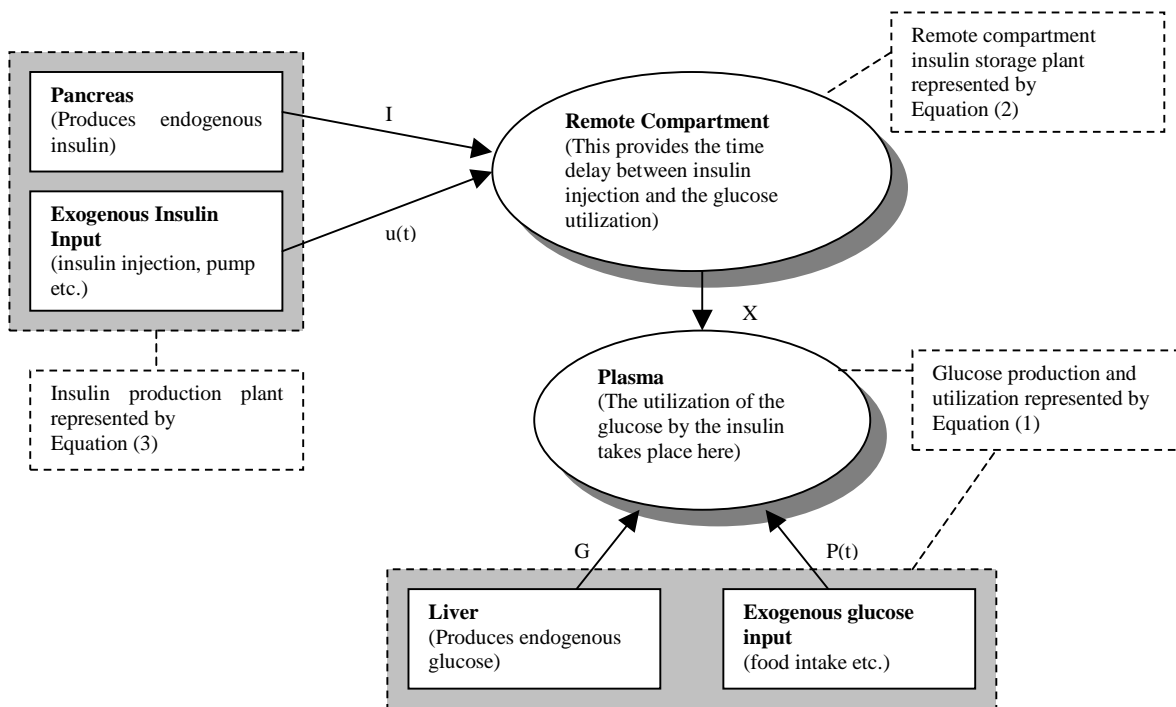 Pancreas
(Produces endogenous
insulin)
Exogenous Insulin
Input
(insulin injection, pump
etc.)
I
u(t)
Insulin production plant
represented by
Equation (3)
Remote Compartment
(This provides the time
delay between insulin
injection and the glucose
utilization)
Remote compartment
insulin storage plant
represented by
Equation (2)
X
Plasma
(The utilization of the
glucose by the insulin
takes place here)
Glucose production and
utilization represented by
Equation (1)
G
P(t)
Liver
(Produces endogenous
glucose)
Exogenous glucose
input
(food intake etc.)